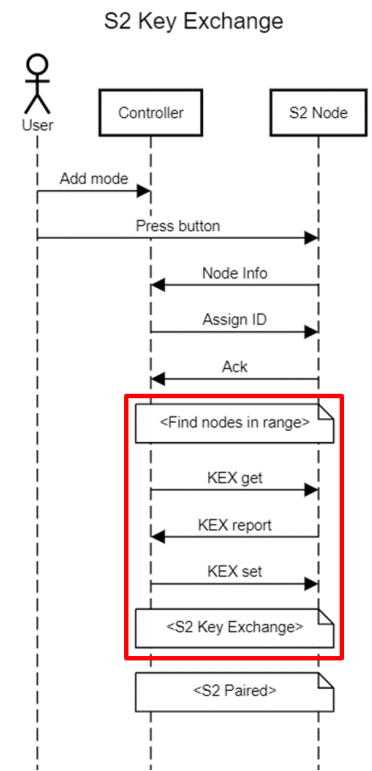 S2 Key Exchange
User
Controller
S2 Node
Add mode
Press button
Node Info
Assign ID
Ack
<Find nodes in range>
KEX get
KEX report
KEX set
<S2 Key Exchange>
<S2 Paired>